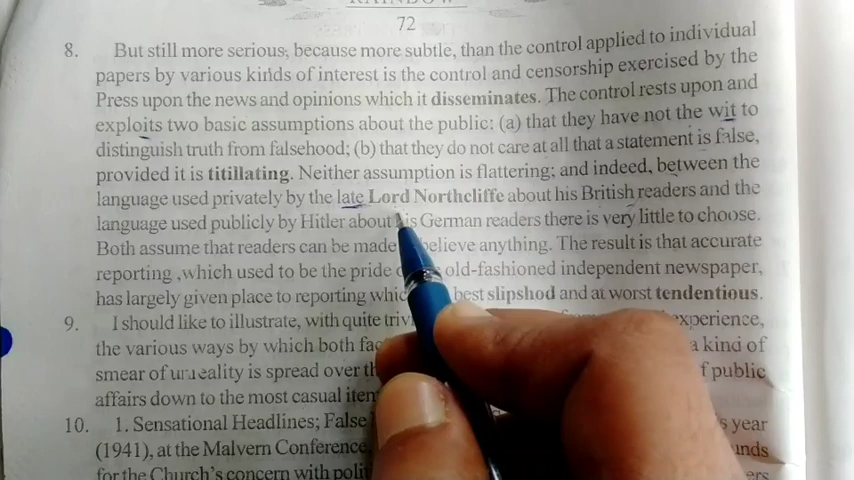 RAINBOW
72
8. But still more serious, because more subtle, than the control applied to individual
papers by various kinds of interest is the control and censorship exercised by the
Press upon the news and opinions which it disseminates. The control rests upon and
exploits two basic assumptions about the public: (a) that they have not the wit to
distinguish truth from falsehood; (b) that they do not care at all that a statement is false,
provided it is titillating. Neither assumption is flattering; and indeed, between the
language used privately by the late Lord Northcliffe about his British readers and the
language used publicly by Hitler about his German readers there is very little to choose.
Both assume that readers can be made believe anything. The result is that accurate
reporting ,which used to be the pride old-fashioned independent newspaper,
has largely given place to reporting best slipshod and at worst tendentious.
9. I should like to illustrate, with quite experience,
the various ways by which both a kind of
smear of unreality is spread over public
affairs down to the most casual
10. 1. Sensational Headlines; False year
(1941), at the Malvern Conference,
for the Church's concern with